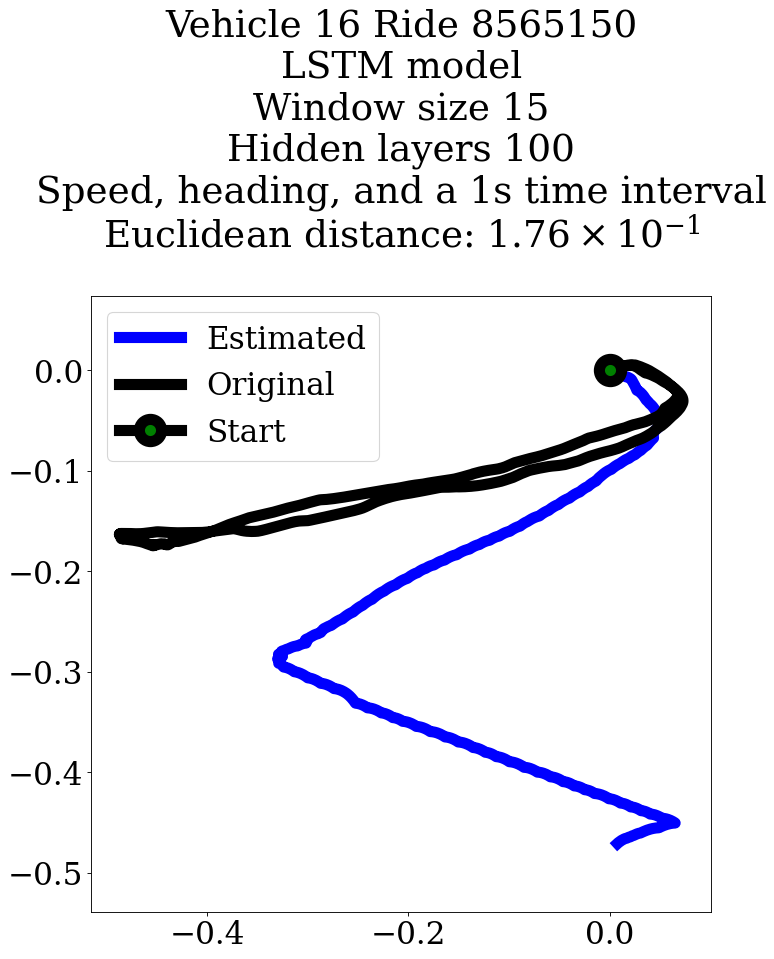 Vehicle 16 Ride 8565150
LSTM model
Window size 15
Hidden layers 100
Speed, heading, and a 1s time interval
Euclidean distance: 1.76 × 10⁻¹
Estimated
Original
Start
0.0
−0.1
−0.2
−0.3
−0.4
−0.5
−0.4 −0.2 0.0